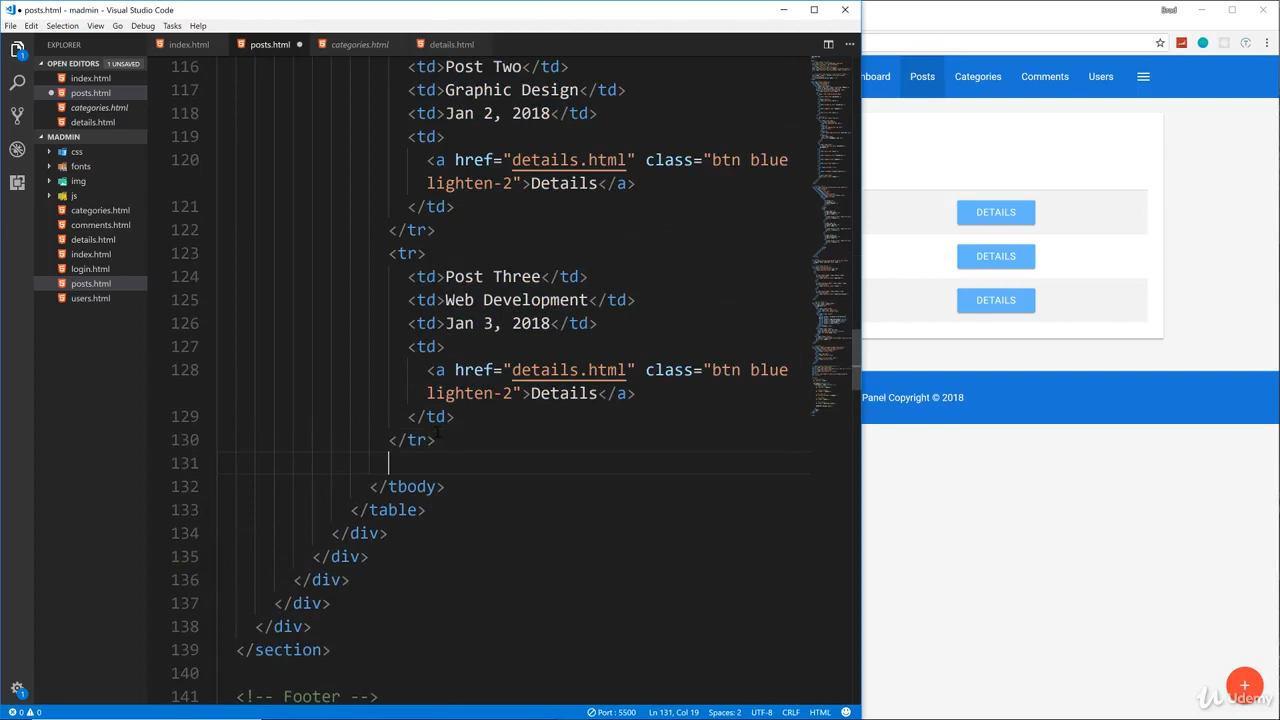 ● posts.html - madmin - Visual Studio Code
File Edit Selection View Go Debug Tasks Help
EXPLORER
OPEN EDITORS 1 UNSAVED
index.html
posts.html
categories.html
details.html
MADMIN
css
fonts
img
js
categories.html
comments.html
details.html
index.html
login.html
posts.html
users.html
index.html posts.html categories.html details.html
116 <td>Post Two</td>
117 <td>Graphic Design</td>
118 <td>Jan 2, 2018<td>
119 <td>
120 <a href="details.html" class="btn blue
lighten-2">Details</a>
121 </td>
122 </tr>
123 <tr>
124 <td>Post Three<td>
125 <td>Web Development</td>
126 <td>Jan 3, 2018<td>
127 <td>
128 <a href="details.html" class="btn blue
lighten-2">Details</a>
129 </td>
130 </tr>
131
132 </tbody>
133 </table>
134 </div>
135 </div>
136 </div>
137 </div>
138 </div>
139 </section>
140
141 <!-- Footer -->
0 0 Port : 5500 Ln 131, Col 19 Spaces: 2 UTF-8 CRLF HTML
1
1
Brad
board Posts Categories Comments Users
DETAILS
DETAILS
DETAILS
Panel Copyright © 2018
+
Udemy